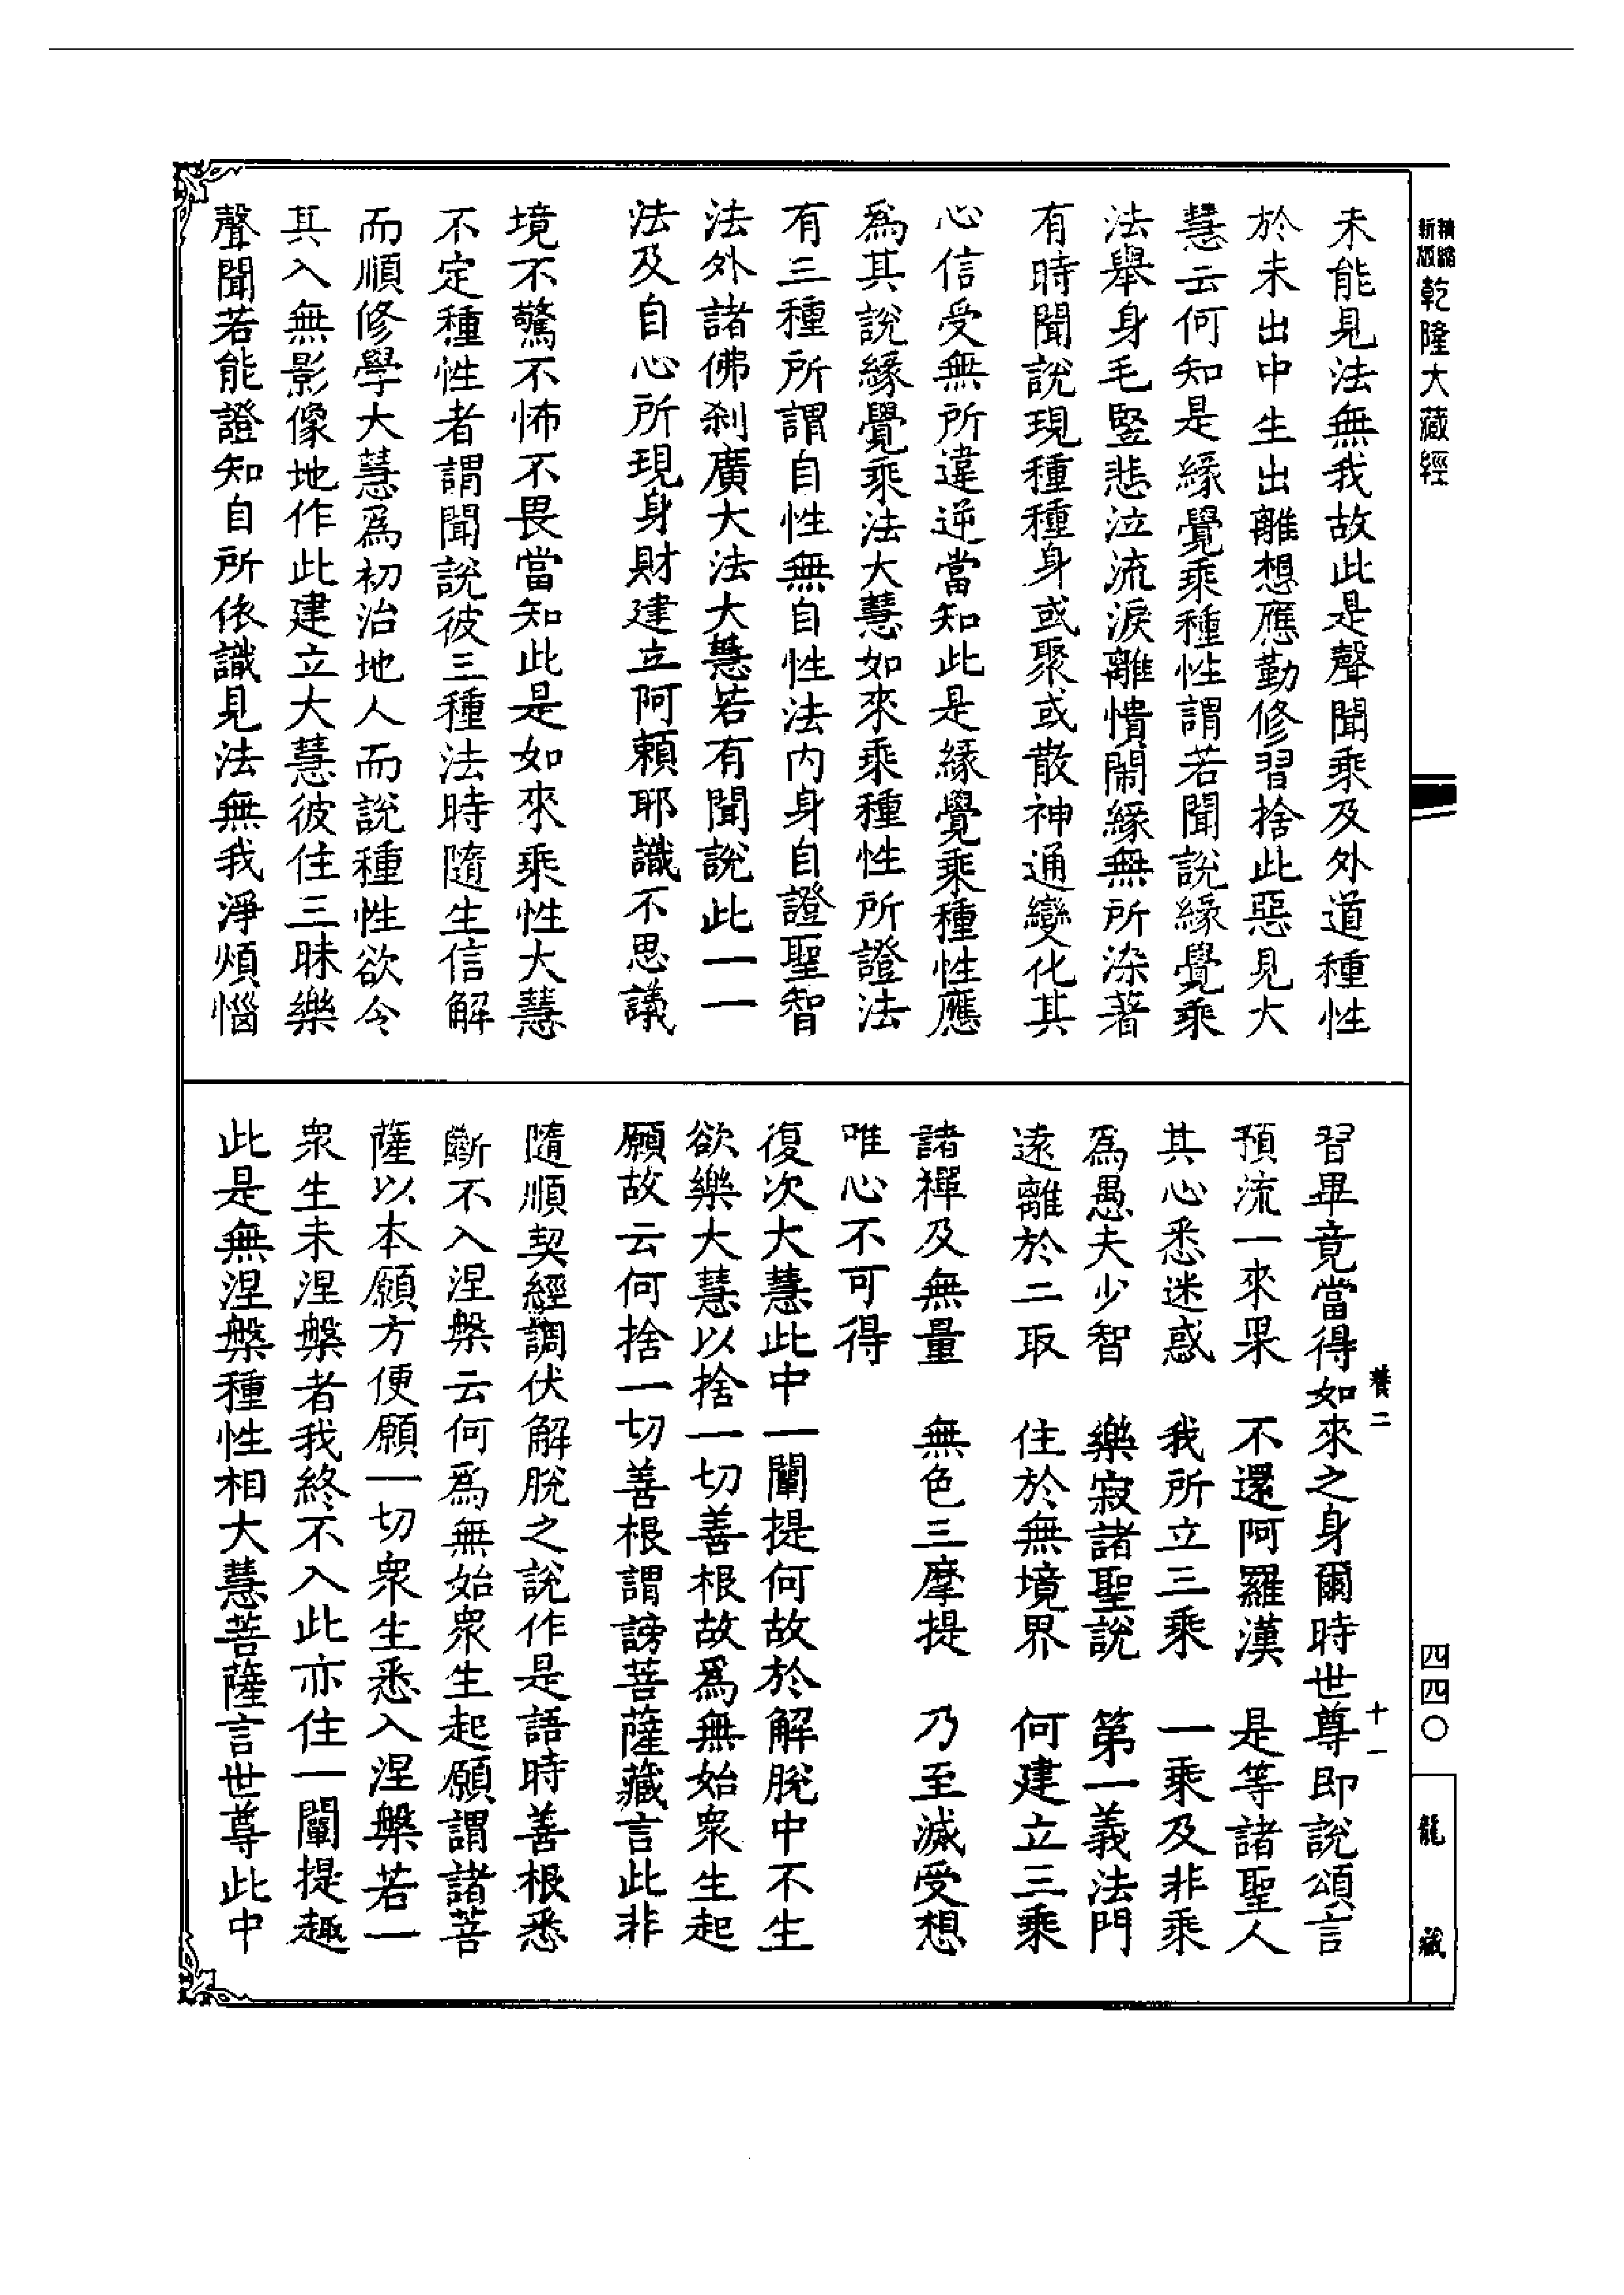 新版
精縮
乾隆大藏經
未能見法無我故此是聲聞乘及外道種性
於未出中生出離想應勤修習捨此惡見大
慧云何知是緣覺乘種性謂若聞說緣覺乘
法舉身毛豎悲泣流淚離憒閙緣無所染著
有時聞說現種種身或聚或散神通變化其
心信受無所違逆當知此是緣覺乘種性應
爲其說緣覺乘法大慧如來乘種性所證法
有三種所謂自性無自性法內身自證聖智
法外諸佛刹廣大法大慧若有聞說此一一
法及自心所現身財建立阿賴耶識不思議
境不驚不怖不畏當知此是如來乘性大慧
不定種性者謂聞說彼三種法時隨生信解
而順修學大慧爲初治地人而說種性欲令
其入無影像地作此建立大慧彼住三昧樂
聲聞若能證知自所依識見法無我淨煩惱
習畢竟當得如來之身爾時世尊即說頌言
預流一來果　不還阿羅漢　是等諸聖人
其心悉迷惑　我所立三乘　一乘及非乘
爲愚夫少智　樂寂諸聖說　第一義法門
遠離於二取　住於無境界　何建立三乘
諸禪及無量　無色三摩提　乃至滅受想
唯心不可得
復次大慧此中一闡提何故於解脫中不生
欲樂大慧以捨一切善根故爲無始衆生起
願故云何捨一切善根謂謗菩薩藏言此非
隨順契經調伏解脫之說作是語時善根悉
斷不入涅槃云何爲無始衆生起願謂諸菩
薩以本願方便願一切衆生悉入涅槃若一
衆生未涅槃者我終不入此亦住一闡提趣
此是無涅槃種性相大慧菩薩言世尊此中
養二
十一
四四〇
龍藏